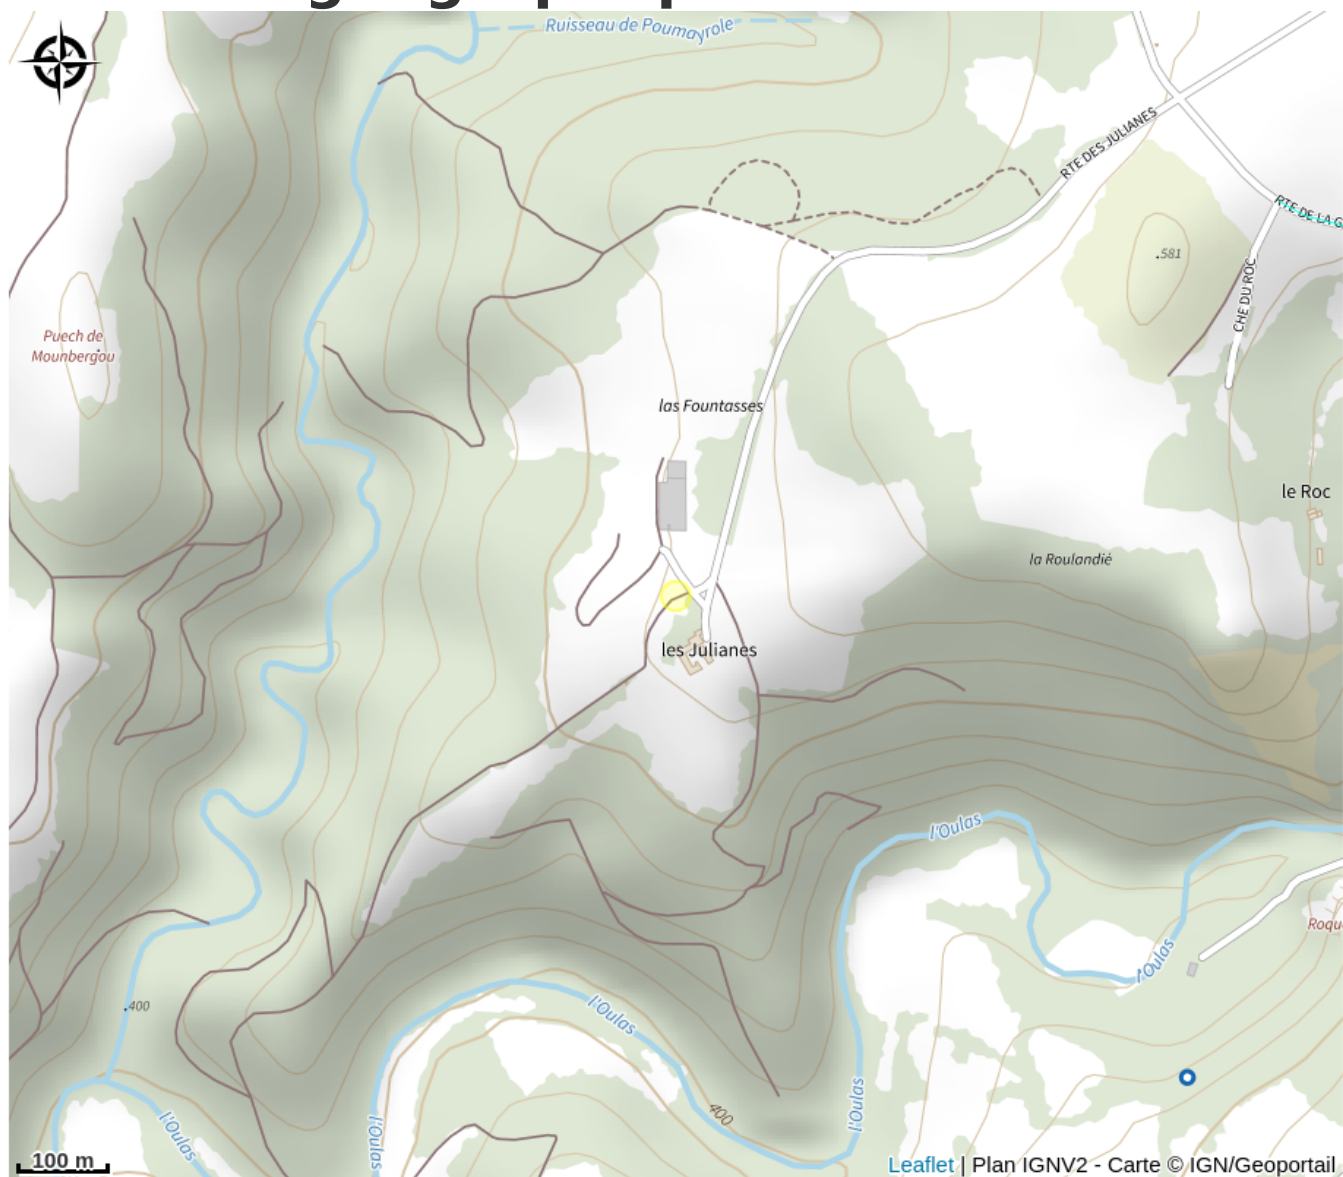 Ruisseau de Poumayrole
RTE DES JULIANES
RTE DE LA G
.581
CHE DU ROC
Puech de
Mounbergou
las Fountasses
le Roc
la Roulandié
les Julianes
l'Oulas
Roqu
l'Oulas
.400
l'Oulas
400
l'Oulas
l'Oulas
l'Oulas
100 m
Leaflet | Plan IGNV2 - Carte © IGN/Geoportail